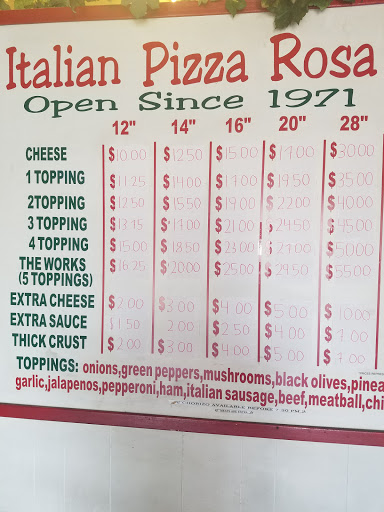 Italian Pizza Rosa
Open Since 1971
12" 14" 16" 20" 28"
CHEESE $10.00 $12.50 $15.00 $17.00 $30.00
1 TOPPING $11.25 $14.00 $17.00 $19.50 $35.00
2TOPPING $12.50 $15.50 $19.00 $22.00 $40.00
3 TOPPING $13.75 $17.00 $21.00 $24.50 $45.00
4 TOPPING $15.00 $18.50 $23.00 $27.00 $50.00
THE WORKS $16.25 $20.00 $25.00 $29.50 $55.00
(5 TOPPINGS)
EXTRA CHEESE $2.00 $3.00 $4.00 $5.00 $10.00
EXTRA SAUCE $1.50 2.00 $2.50 $4.00 $7.00
THICK CRUST $2.00 $3.00 $4.00 $5.00 $7.00
TOPPINGS: onions,green peppers,mushrooms,black olives,pinea
garlic,jalapenos,pepperoni,ham,italian sausage,beef,meatball,chi
AVAILABLE BEFORE